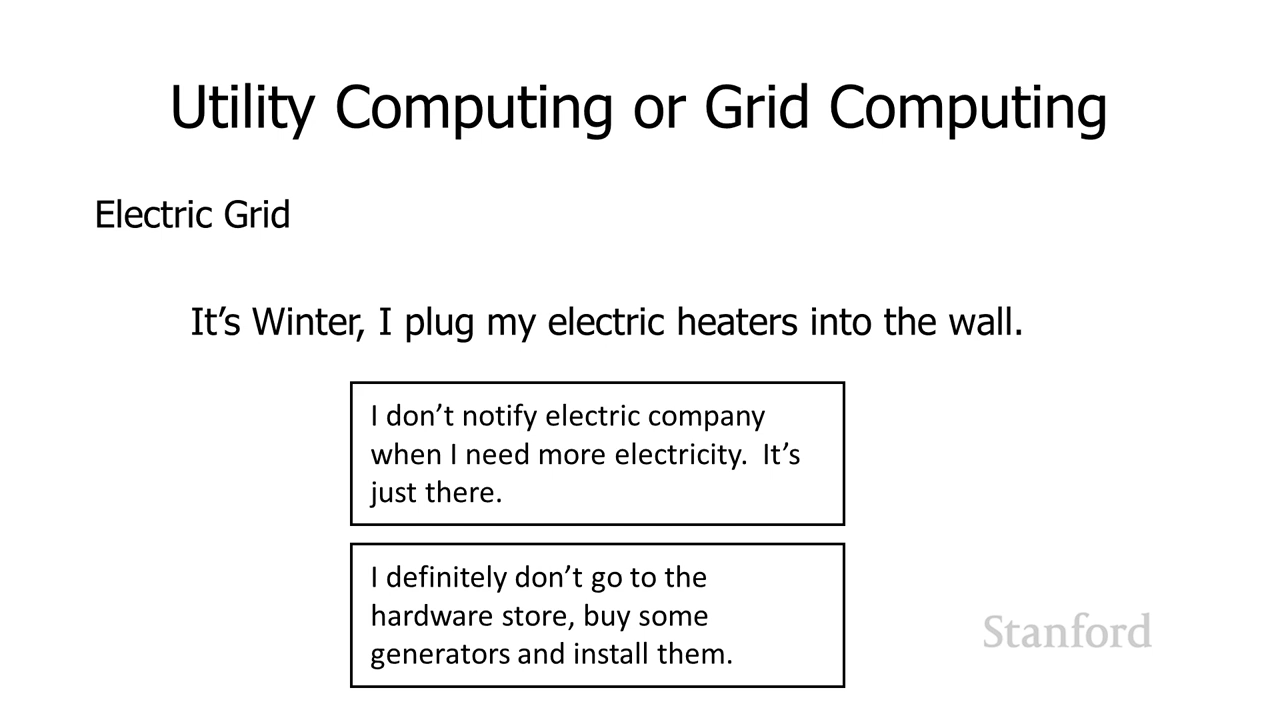 Utility Computing or Grid Computing
Electric Grid
It’s Winter, I plug my electric heaters into the wall.
I don’t notify electric company
when I need more electricity.  It’s
just there.
I definitely don’t go to the
hardware store, buy some
generators and install them.
Stanford